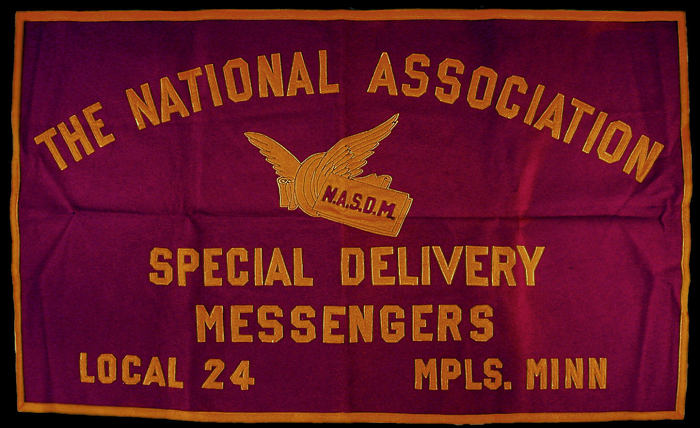 THE NATIONAL ASSOCIATION
N.A.S.D.M.
SPECIAL DELIVERY
MESSENGERS
LOCAL 24 MPLS. MINN